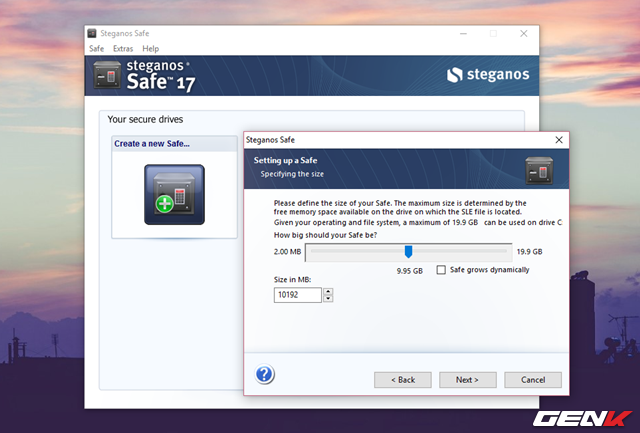 Steganos Safe
Safe Extras Help
steganos®
Safe™ 17
steganos
Your secure drives
Create a new Safe...
Steganos Safe
Setting up a Safe
Specifying the size
Please define the size of your Safe. The maximum size is determined by the
free memory space available on the drive on which the SLE file is located.
Given your operating and file system, a maximum of 19.9 GB can be used on drive C
How big should your Safe be?
2.00 MB
19.9 GB
9.95 GB
Safe grows dynamically
Size in MB:
10192
?
< Back
Next >
Cancel
GENK